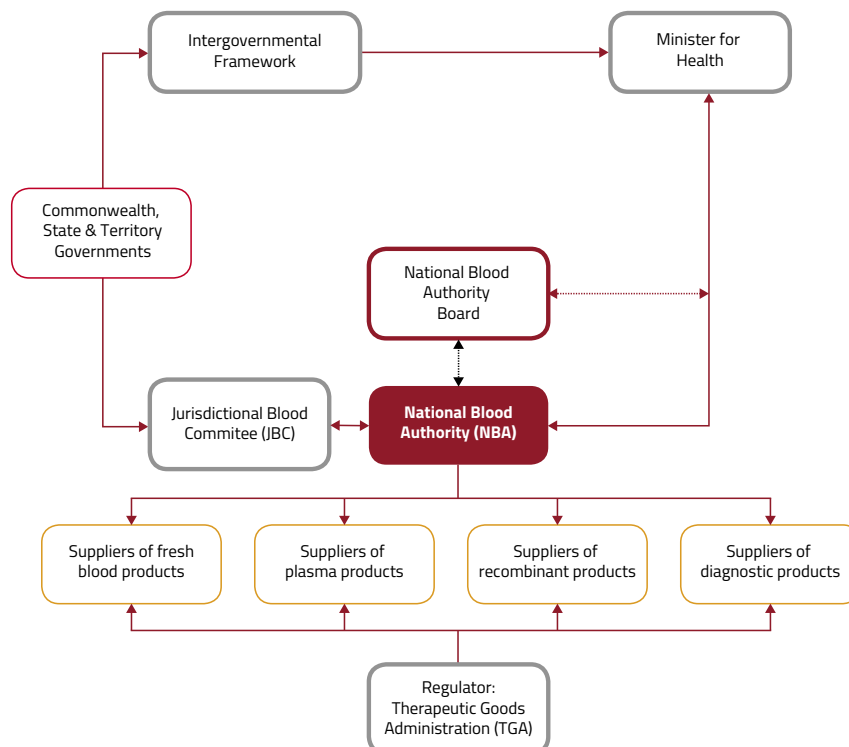 Intergovernmental
Framework
Minister for
Health
Commonwealth,
State & Territory
Governments
National Blood
Authority
Board
Jurisdictional Blood
Commitee (JBC)
National Blood
Authority (NBA)
Suppliers of fresh
blood products
Suppliers of
plasma products
Suppliers of
recombinant products
Suppliers of
diagnostic products
Regulator:
Therapeutic Goods
Administration (TGA)